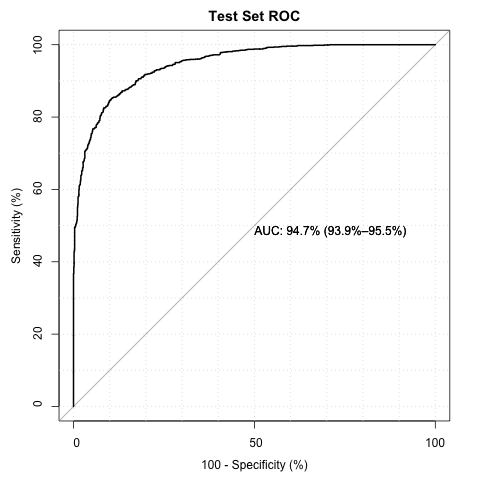 Test Set ROC
100
80
60
40
20
0
Sensitivity (%)
AUC: 94.7% (93.9%–95.5%)
0 50 100
100 - Specificity (%)